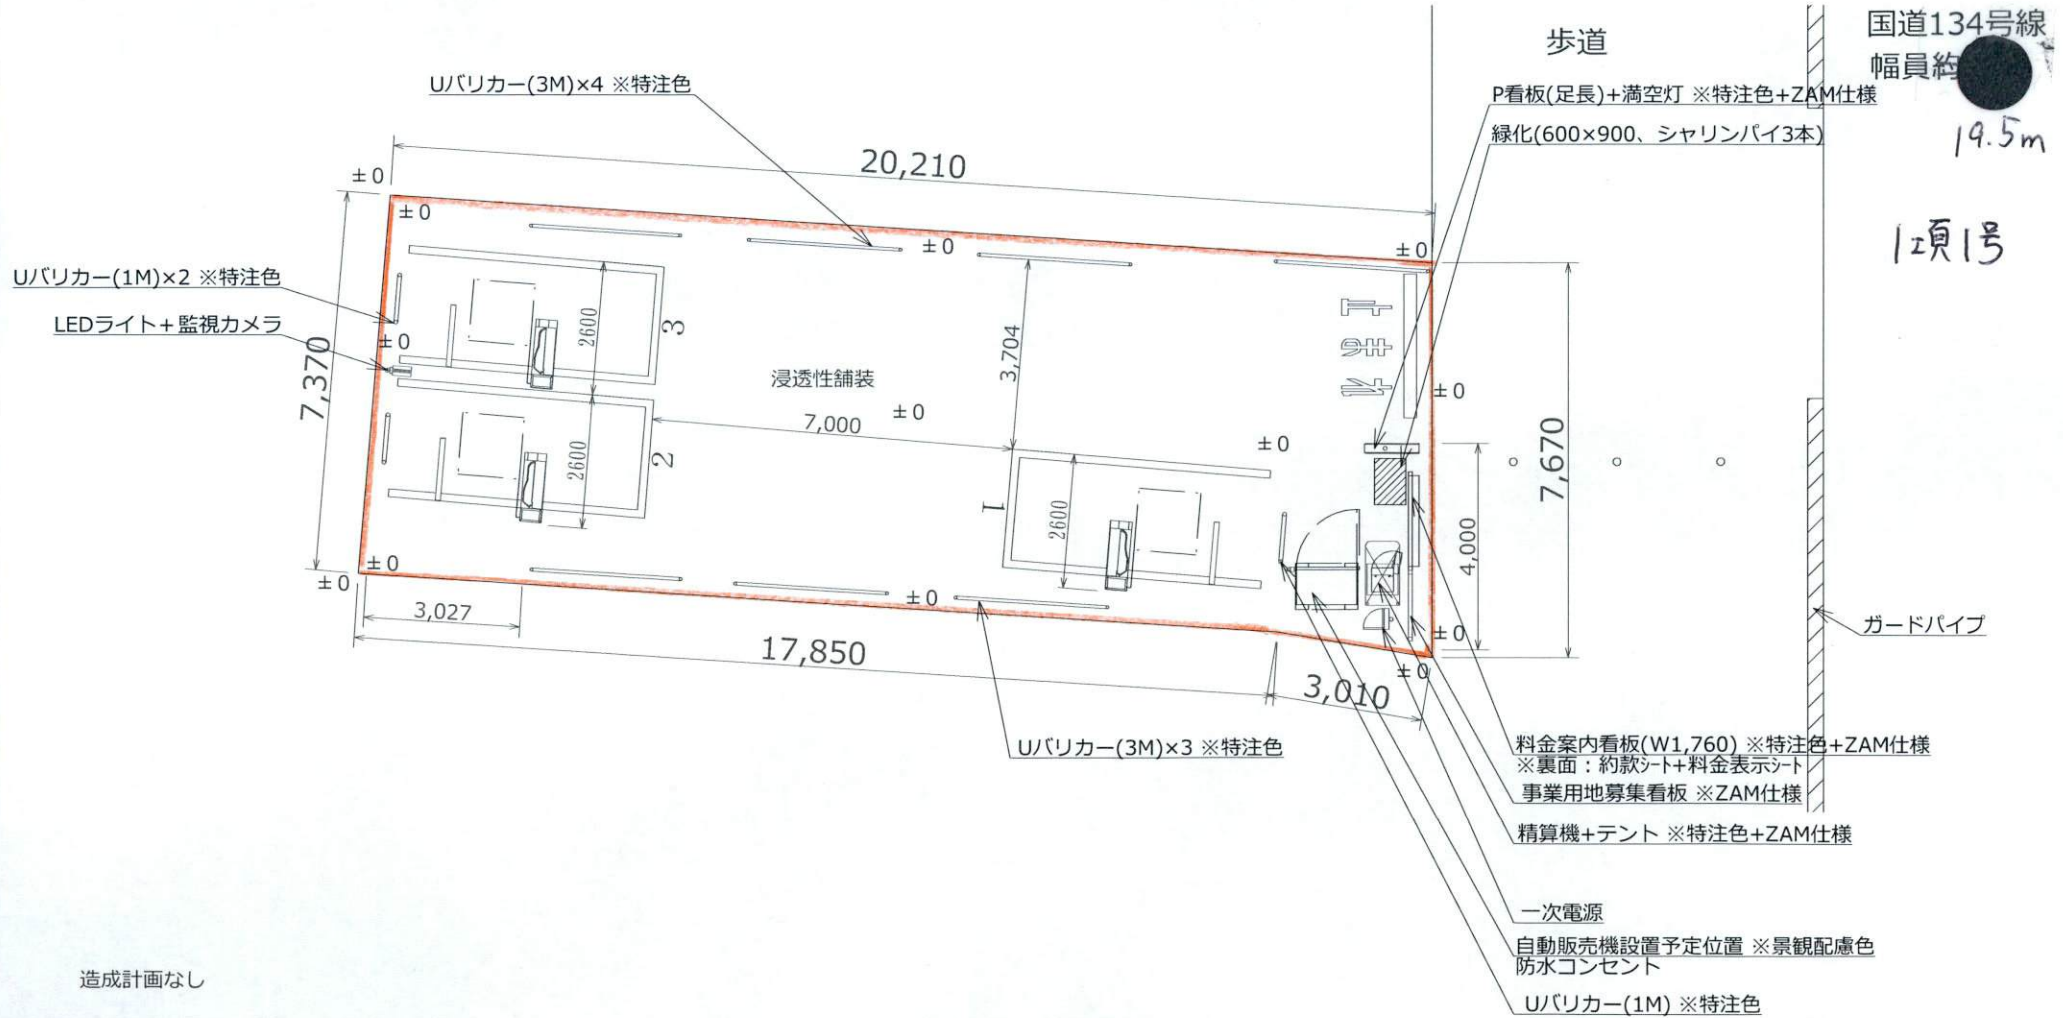 歩道
国道134号線
幅員約
19.5m
1項1号
Uバリカー(3M)×4 ※特注色
P看板(足長)+満空灯 ※特注色+ZAM仕様
緑化(600×900、シャリンバイ3本)
20,210
±0
±0
±0
±0
Uバリカー(1M)×2 ※特注色
LEDライト+監視カメラ
±0
7,370
2600
3
3,704
浸透性舗装
±0
7,000
±0
±0
2600
2
1
2600
7,670
4,000
±0
±0
3,027
±0
±0
±0
17,850
3,010
Uバリカー(3M)×3 ※特注色
ガードパイプ
料金案内看板(W1,760) ※特注色+ZAM仕様
※裏面:約款シート+料金表示シート
事業用地募集看板 ※ZAM仕様
精算機+テント ※特注色+ZAM仕様
一次電源
自動販売機設置予定位置 ※景観配慮色
防水コンセント
Uバリカー(1M) ※特注色
造成計画なし